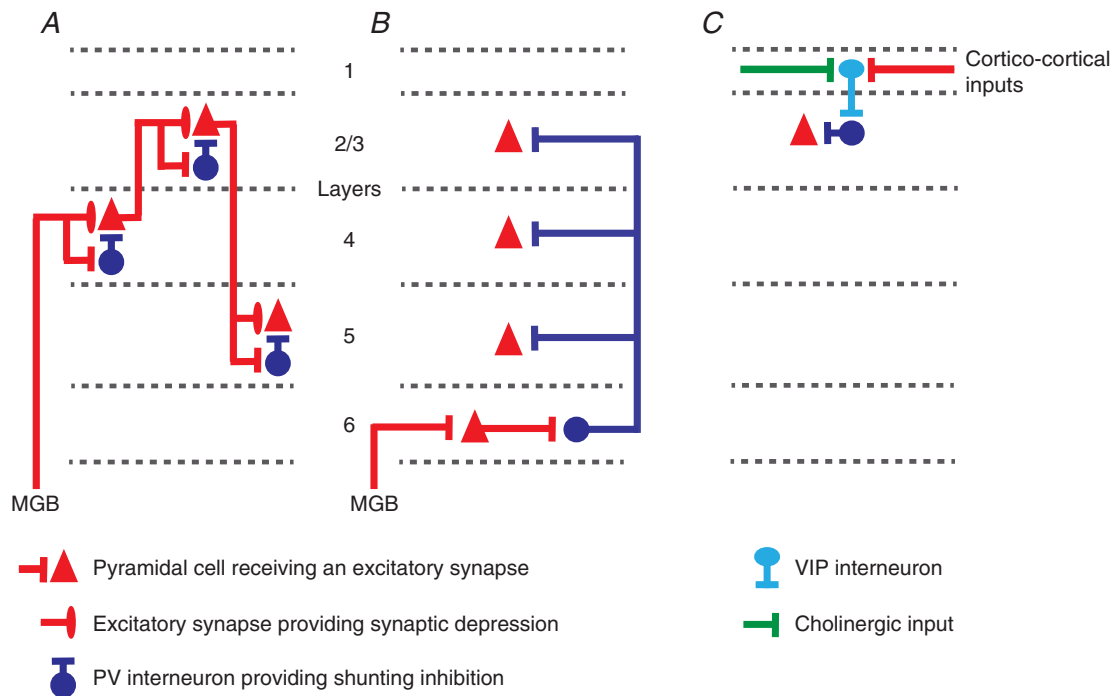 A
B
C
1
Cortico-cortical
inputs
2/3
Layers
4
5
6
MGB
MGB
Pyramidal cell receiving an excitatory synapse
VIP interneuron
Excitatory synapse providing synaptic depression
Cholinergic input
PV interneuron providing shunting inhibition